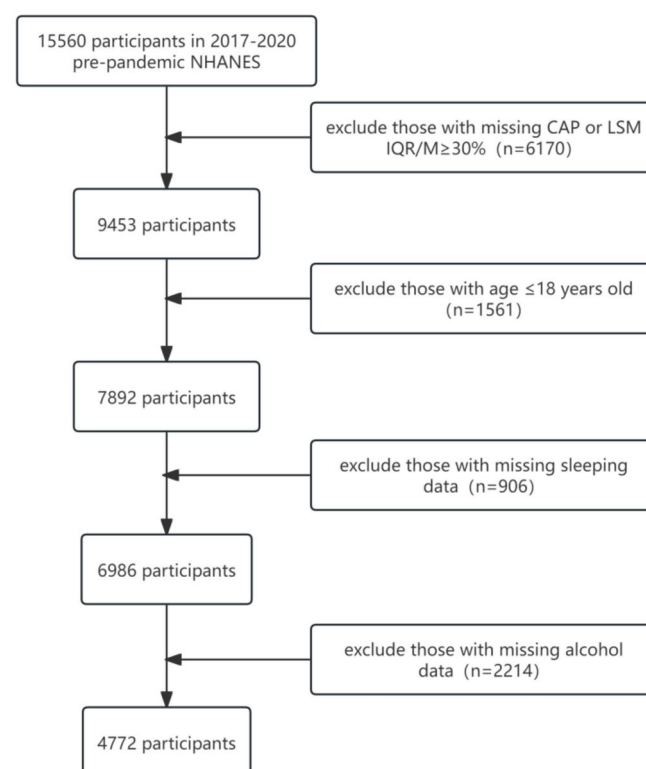 15560 participants in 2017-2020
pre-pandemic NHANES
exclude those with missing CAP or LSM
IQR/M≥30%（n=6170）
9453 participants
exclude those with age ≤18 years old
（n=1561）
7892 participants
exclude those with missing sleeping
data（n=906）
6986 participants
exclude those with missing alcohol
data（n=2214）
4772 participants